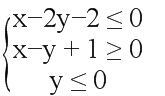 x−2y−2 ≤ 0
x−y + 1 ≥ 0
y ≤ 0